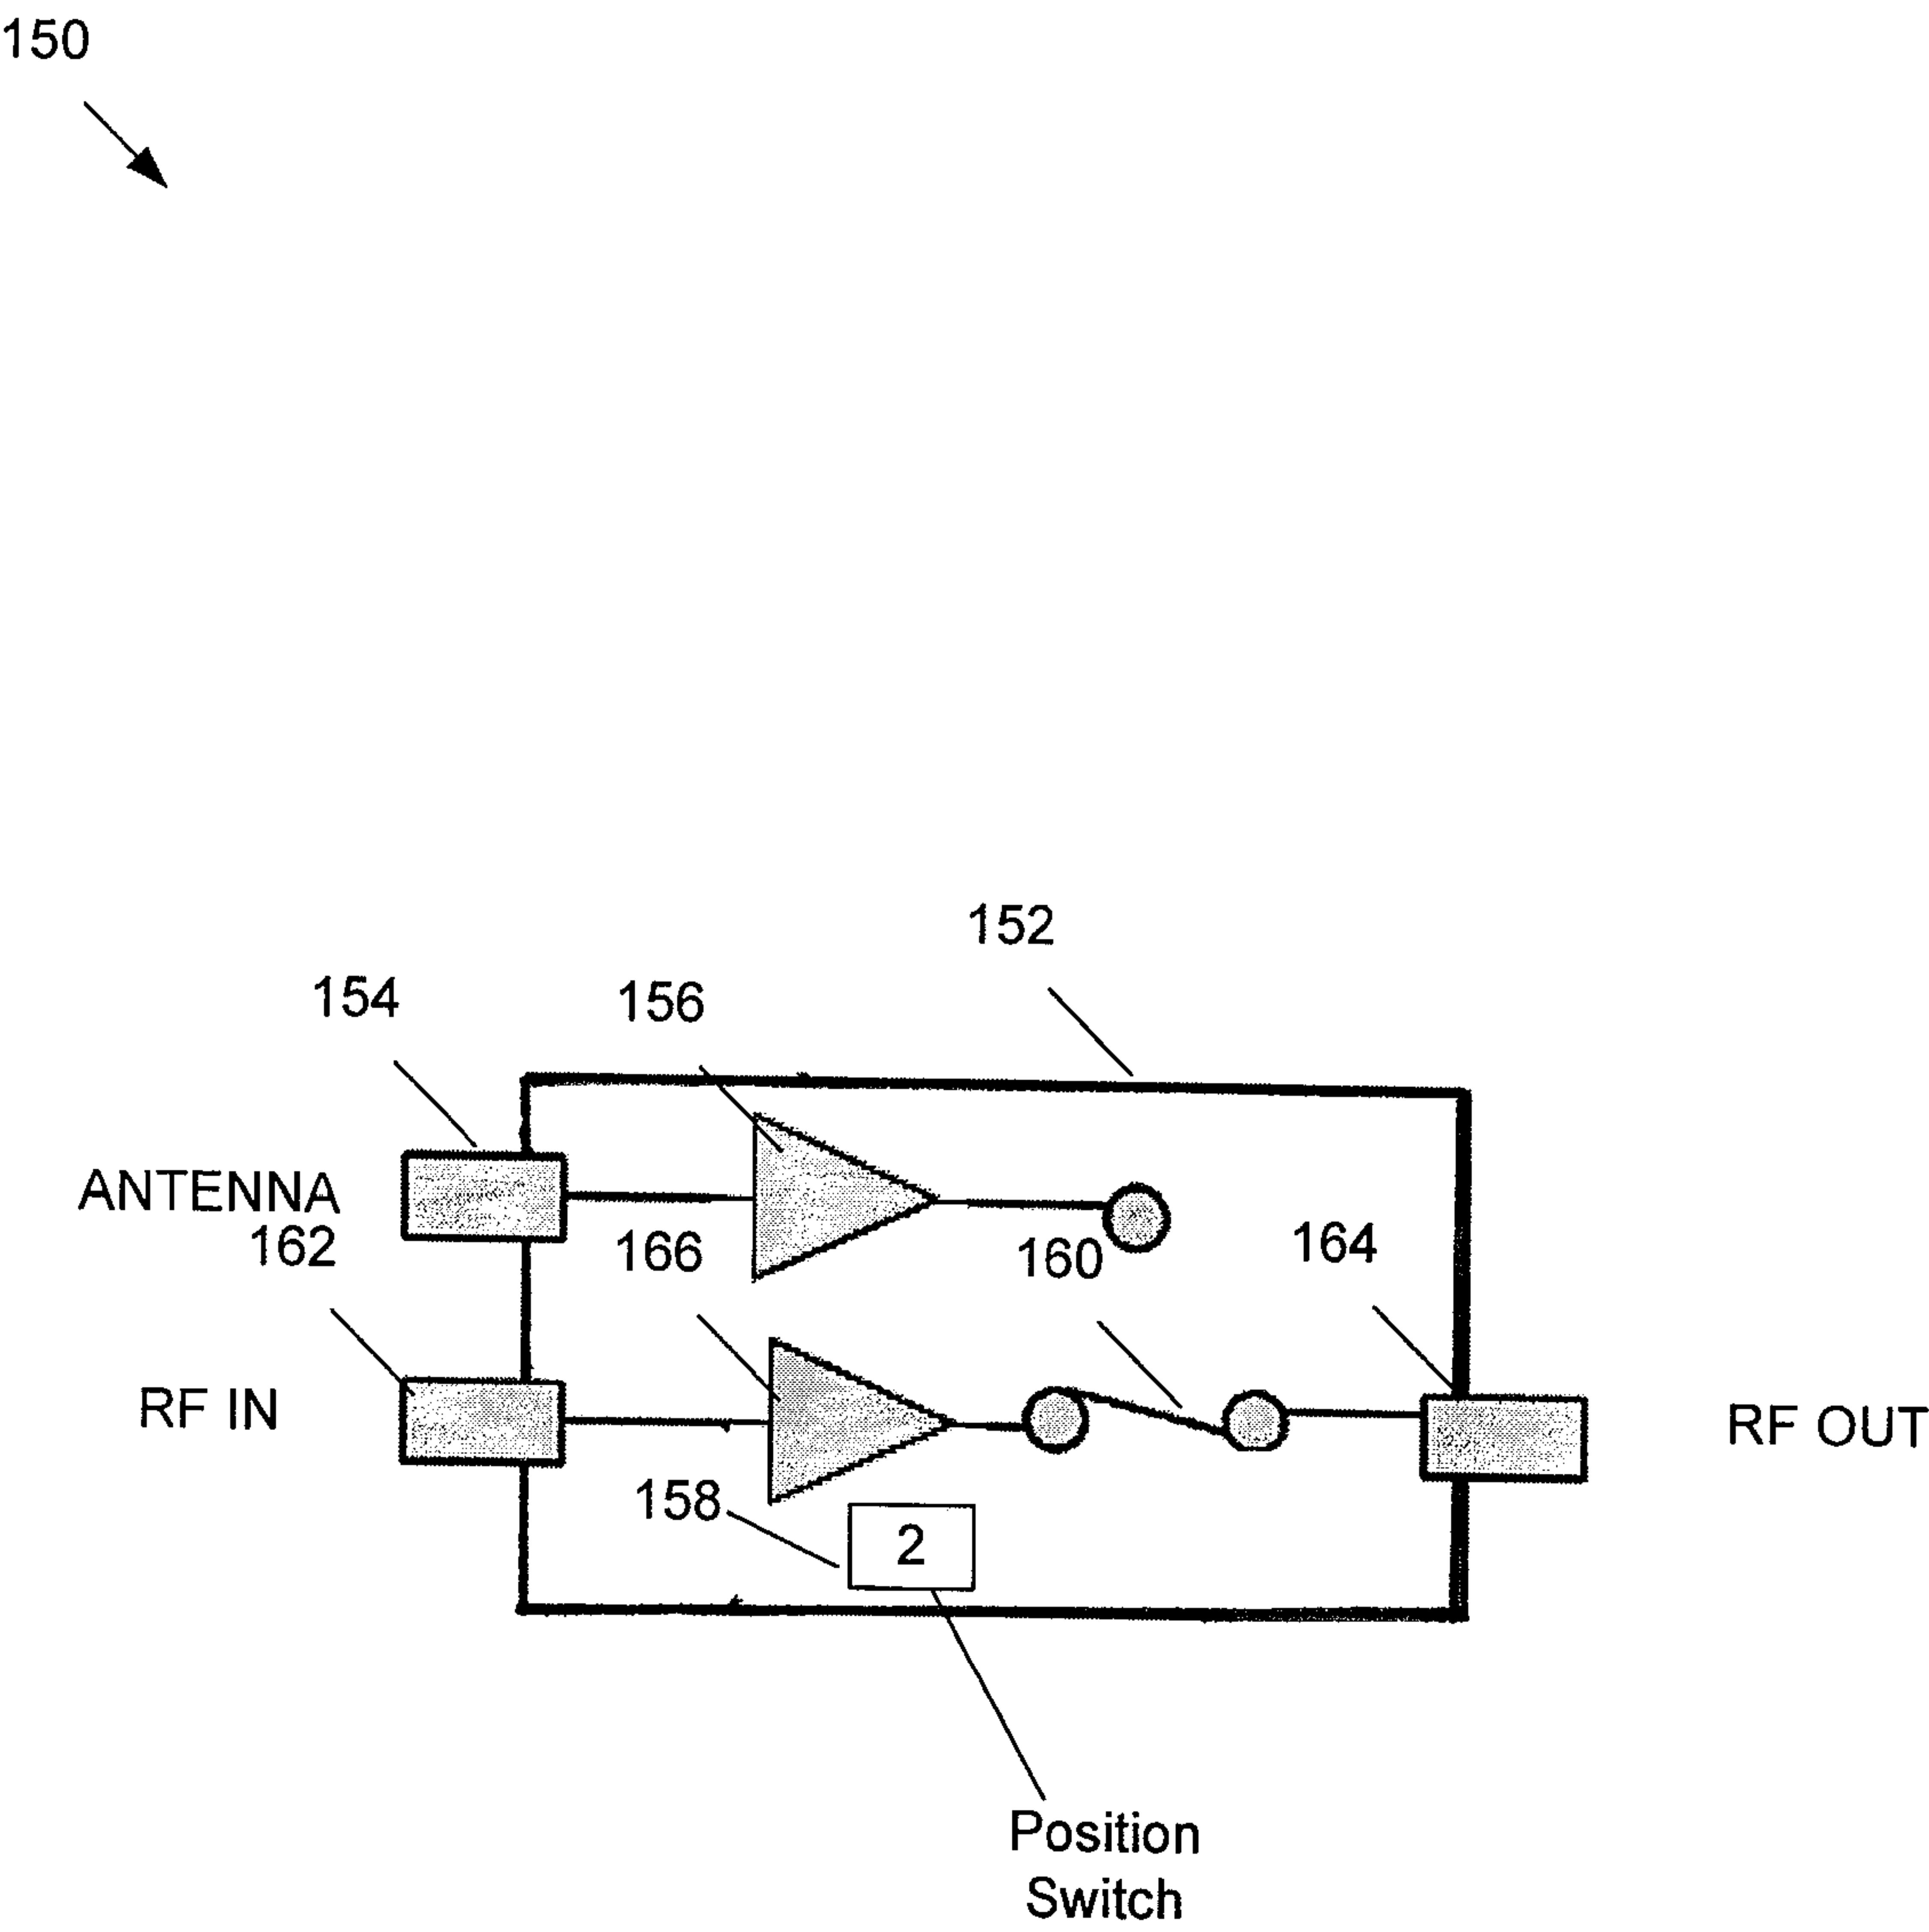 150
152
154
156
ANTENNA
162
166
160
164
RF IN
RF OUT
158
2
Position
Switch